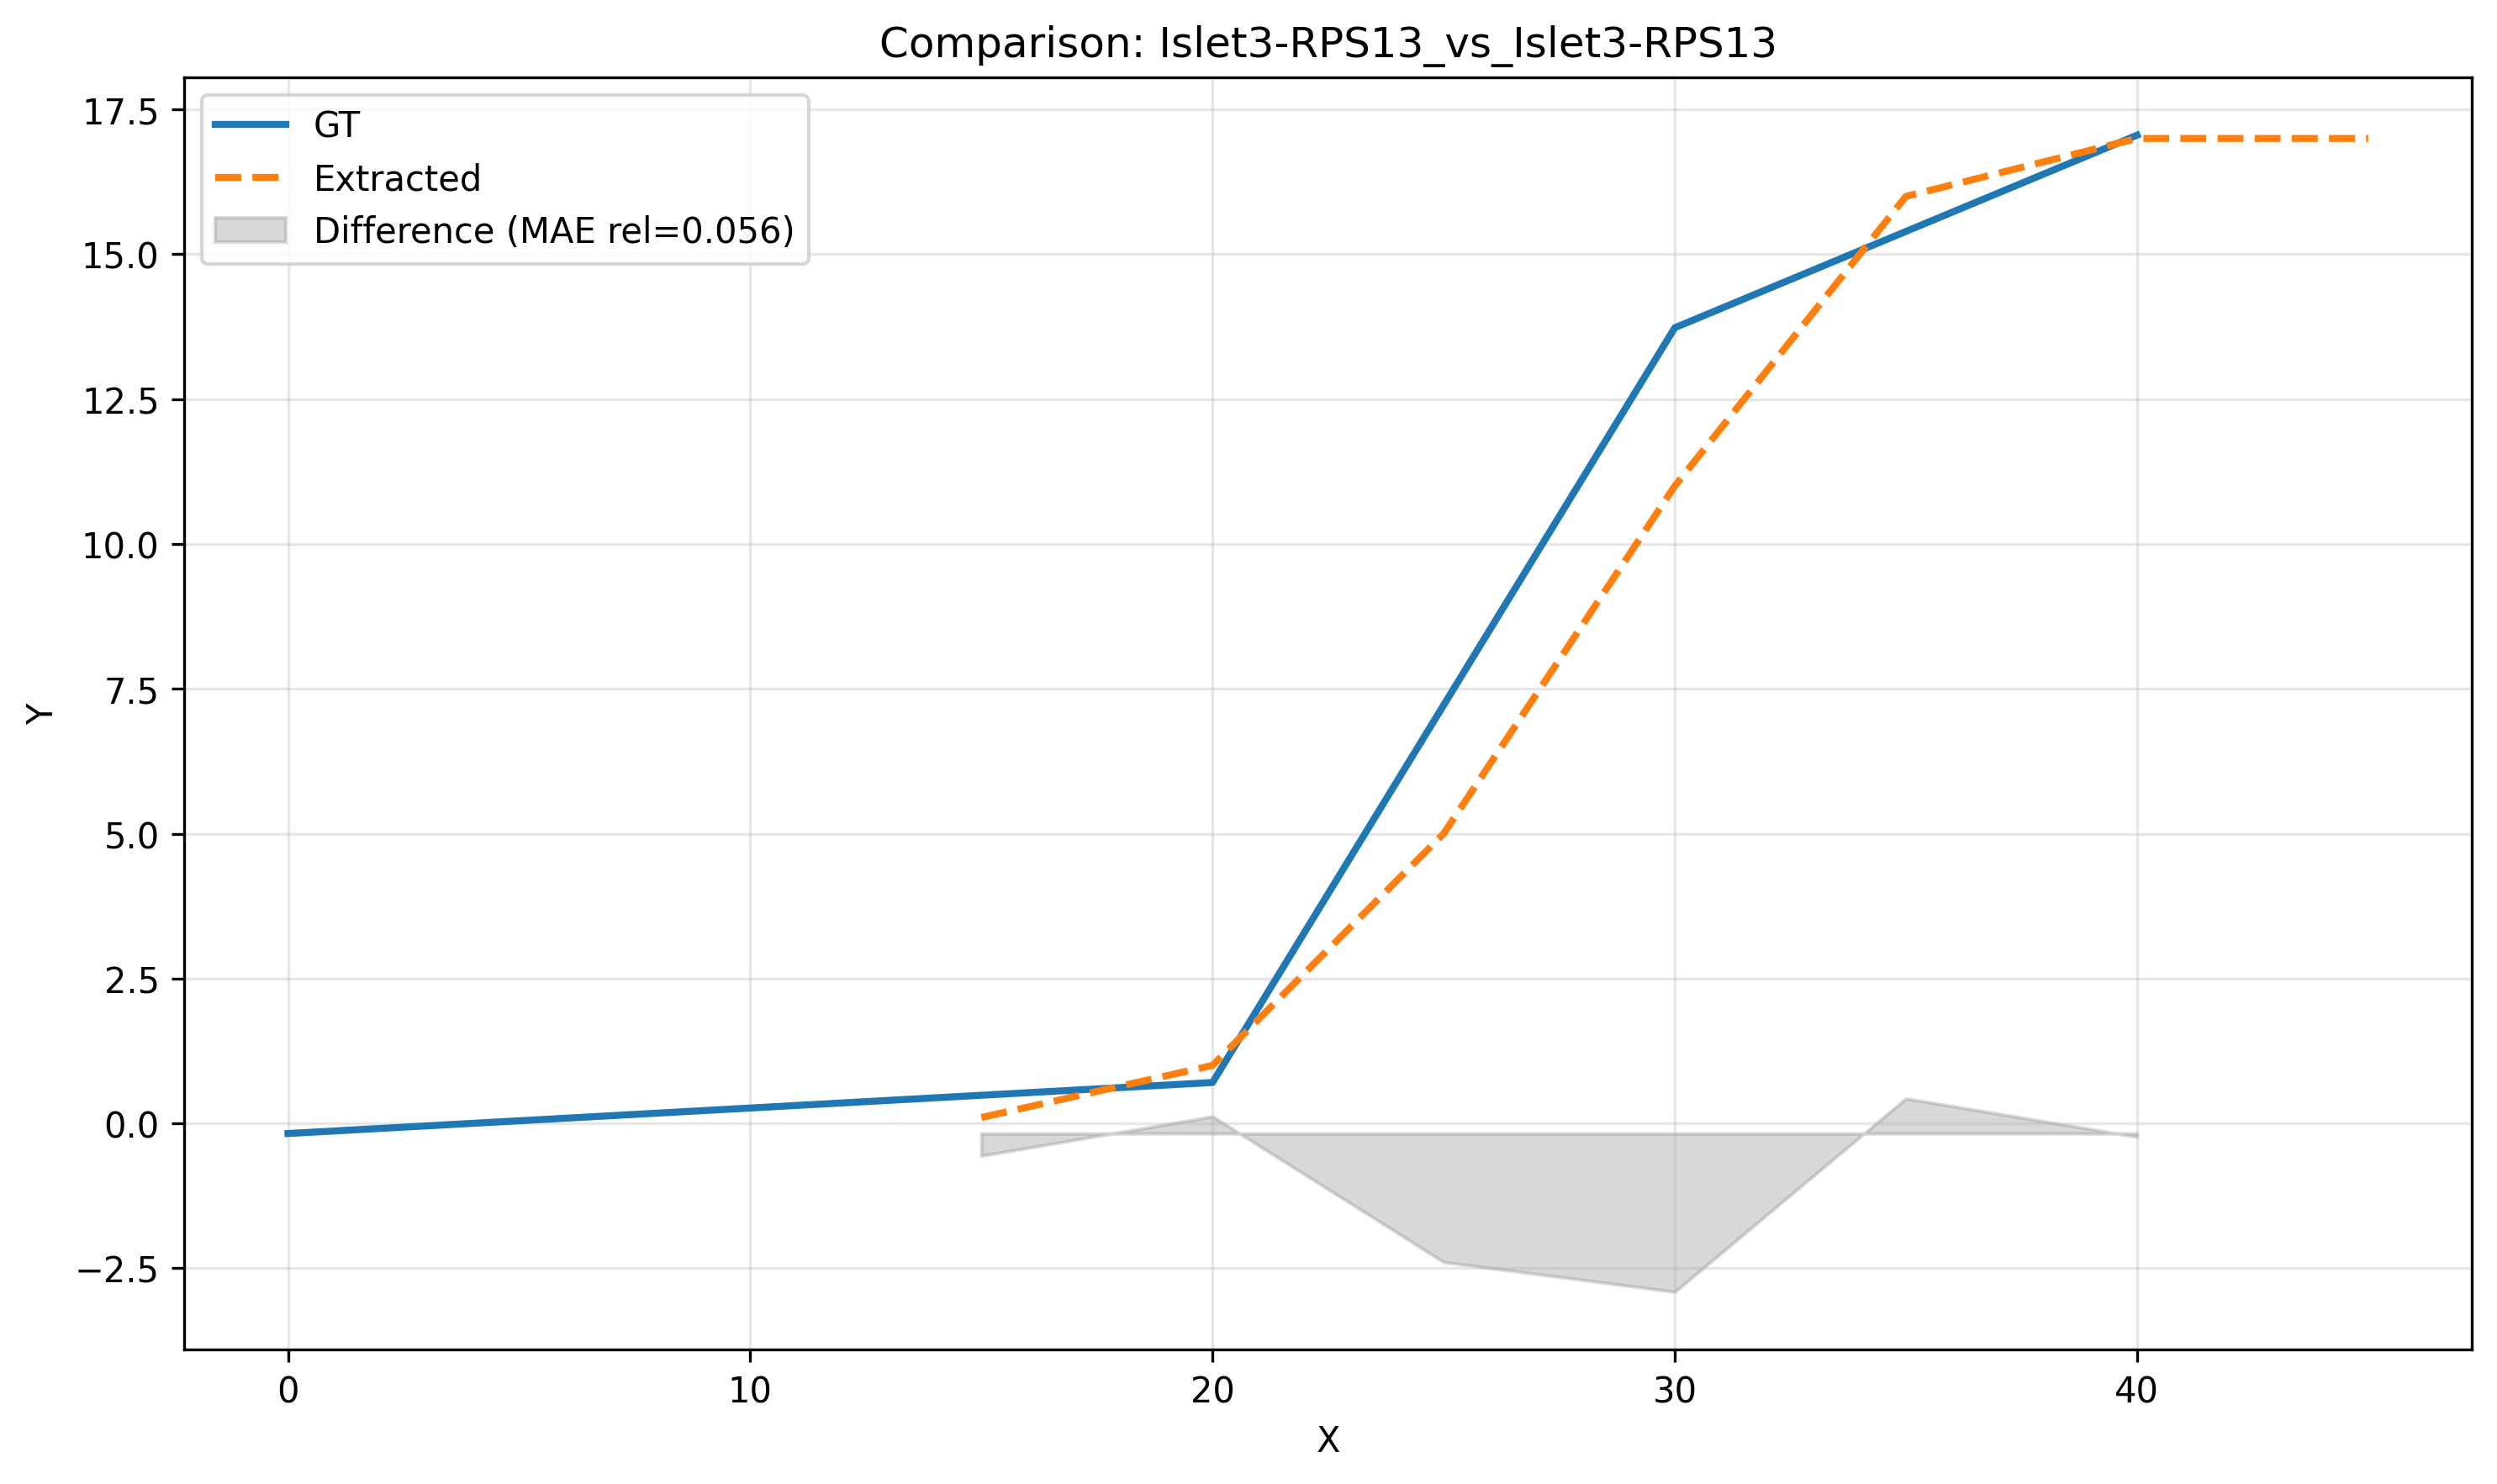 Comparison: Islet3-RPS13_vs_Islet3-RPS13
GT
Extracted
Difference (MAE rel=0.056)
17.5
15.0
12.5
10.0
7.5
5.0
2.5
0.0
−2.5
Y
0 10 20 30 40
X